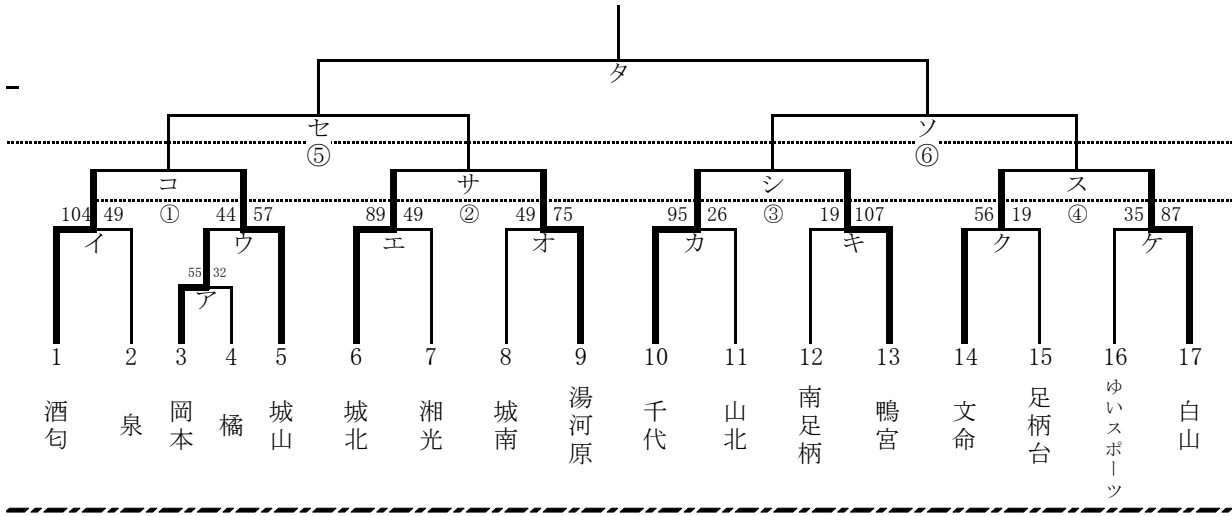 タ
セ ソ
⑤ ⑥
コ サ シ ス
104 49 ① 44 57 89 49 ② 49 75 95 26 ③ 19 107 56 19 ④ 35 87
イ ウ エ オ カ キ ク ケ
55 32
ア
1 2 3 4 5 6 7 8 9 10 11 12 13 14 15 16 17
酒匂
泉
岡本
橘
城山
城北
湘光
城南
湯河原
千代
山北
南足柄
鴨宮
文命
足柄台
ゆいスポーツ
白山